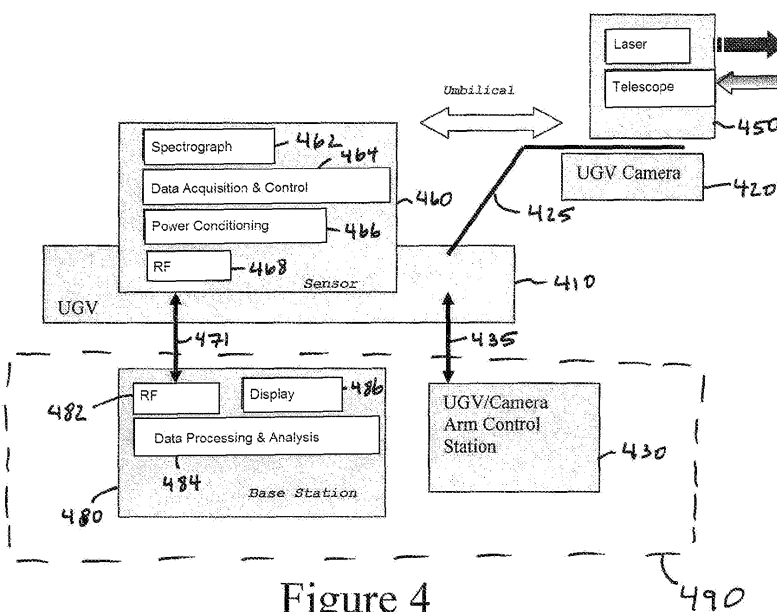 Laser
Telescope
450
Umbilical
UGV Camera
420
425
Spectrograph
462
464
Data Acquisition & Control
460
Power Conditioning
466
RF
468
Sensor
UGV
410
471
435
RF
482
Display
486
Data Processing & Analysis
484
Base Station
480
UGV/Camera
Arm Control
Station
430
490
Figure 4